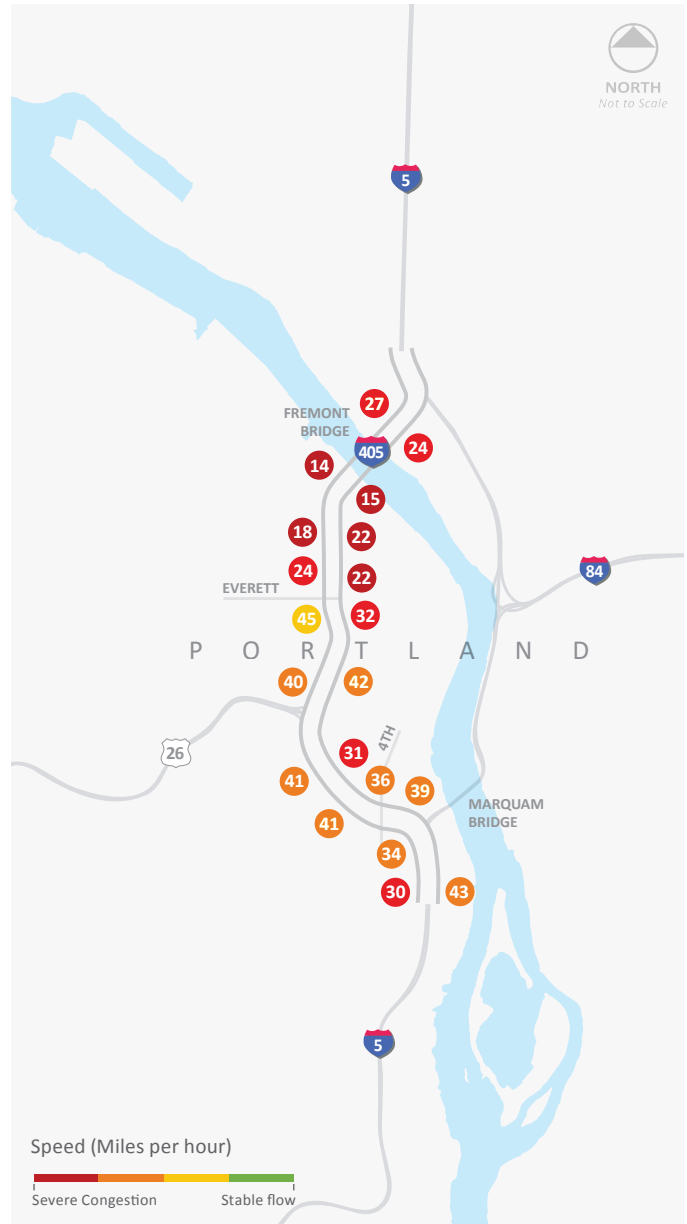 NORTH
Not to Scale
5
27
FREMONT
BRIDGE
405
24
14
15
18
22
24
22
84
EVERETT
45
32
PORTLAND
40
42
4TH
31
26
36
41
39
MARQUAM
BRIDGE
41
34
30
43
5
Speed (Miles per hour)
Severe Congestion
Stable flow